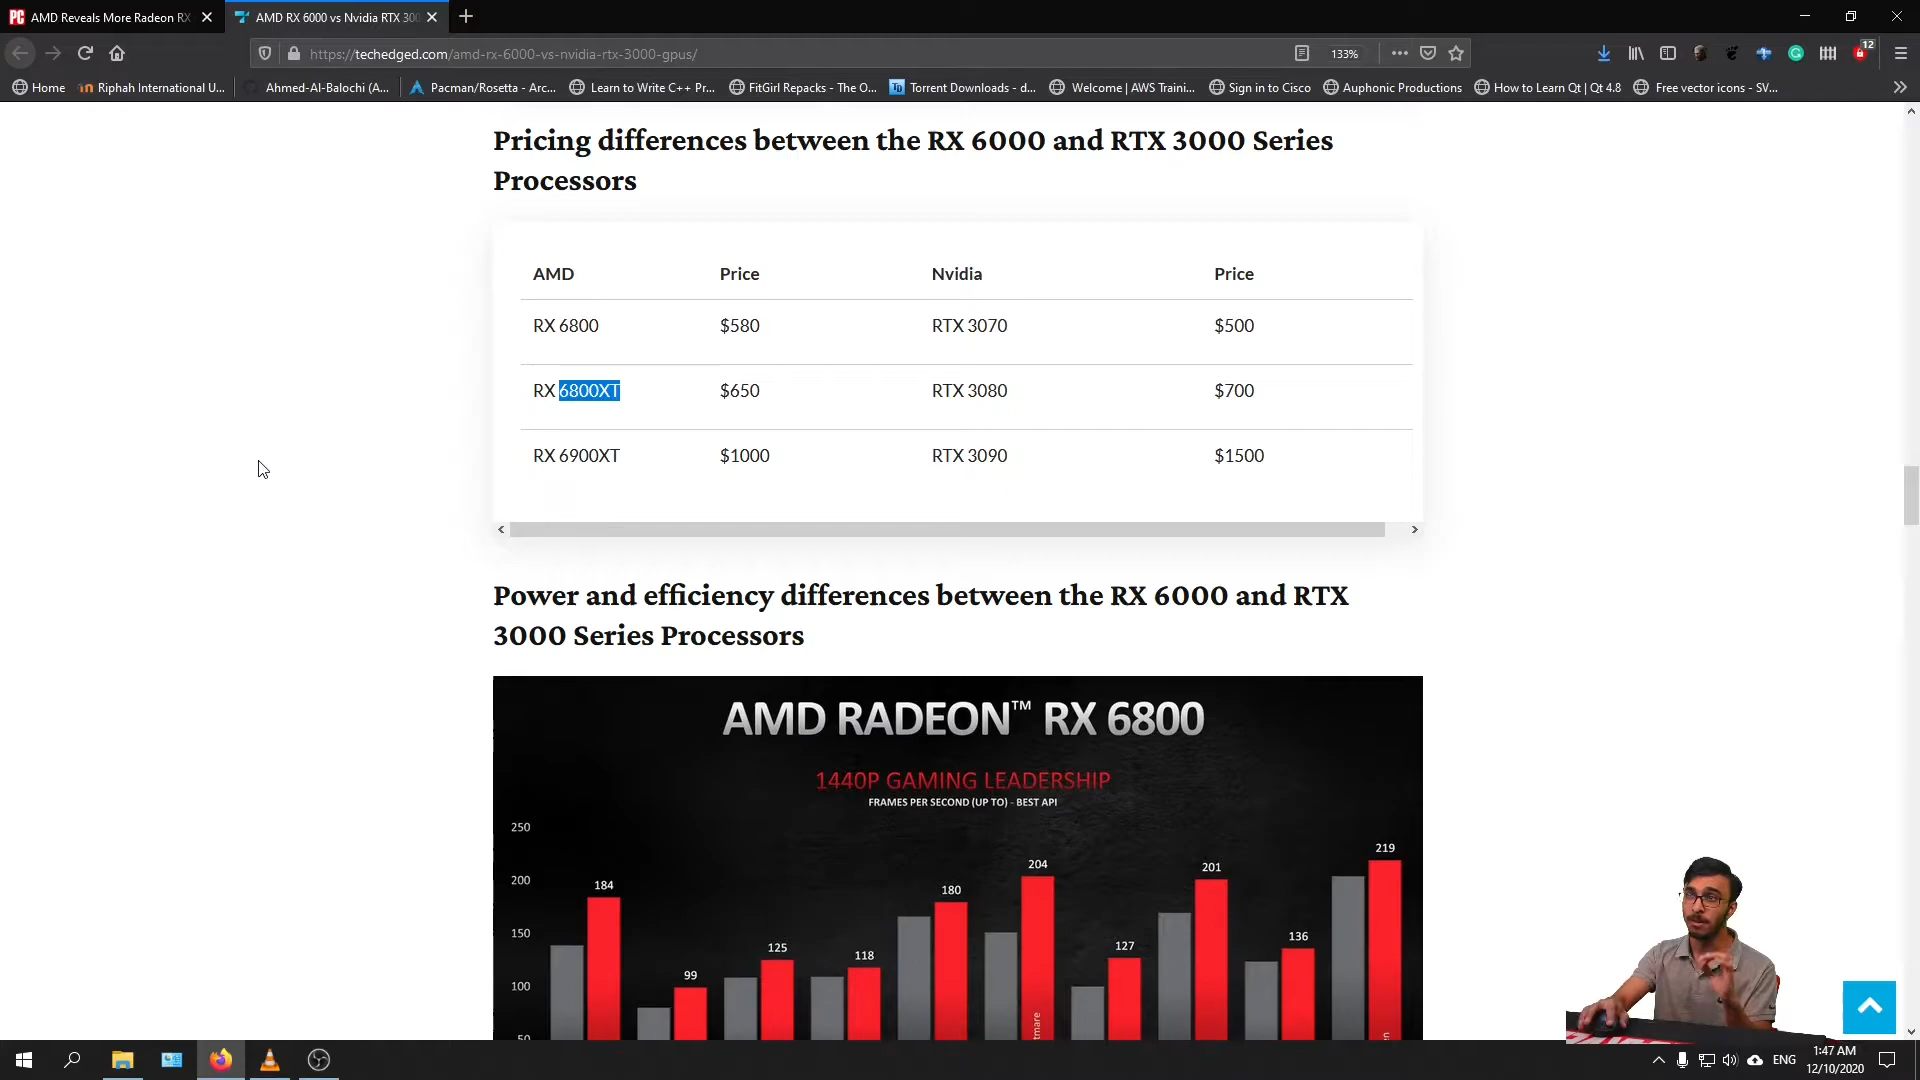 AMD Reveals More Radeon RX
AMD RX 6000 vs Nvidia RTX 300
https://techedged.com/amd-rx-6000-vs-nvidia-rtx-3000-gpus/
133%
12
Home
Riphah International U...
Ahmed-Al-Balochi (A...
Pacman/Rosetta - Arc...
Learn to Write C++ Pr...
FitGirl Repacks - The O...
Torrent Downloads - d...
Welcome | AWS Traini...
Sign in to Cisco
Auphonic Productions
How to Learn Qt | Qt 4.8
Free vector icons - SV...
Pricing differences between the RX 6000 and RTX 3000 Series
Processors
AMD Price Nvidia Price
RX 6800 $580 RTX 3070 $500
RX 6800XT $650 RTX 3080 $700
RX 6900XT $1000 RTX 3090 $1500
Power and efficiency differences between the RX 6000 and RTX
3000 Series Processors
AMD RADEON™ RX 6800
1440P GAMING LEADERSHIP
FRAMES PER SECOND (UP TO) - BEST API
250
200
150
100
50
184
99
125
118
180
204
127
201
136
219
ENG
1:47 AM
12/10/2020